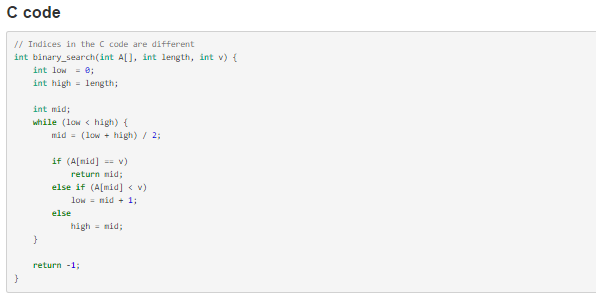 C code
// Indices in the C code are different
int binary_search(int A[], int length, int v) {
    int low  = 0;
    int high = length;

    int mid;
    while (low < high) {
        mid = (low + high) / 2;

        if (A[mid] == v)
            return mid;
        else if (A[mid] < v)
            low = mid + 1;
        else
            high = mid;
    }

    return -1;
}